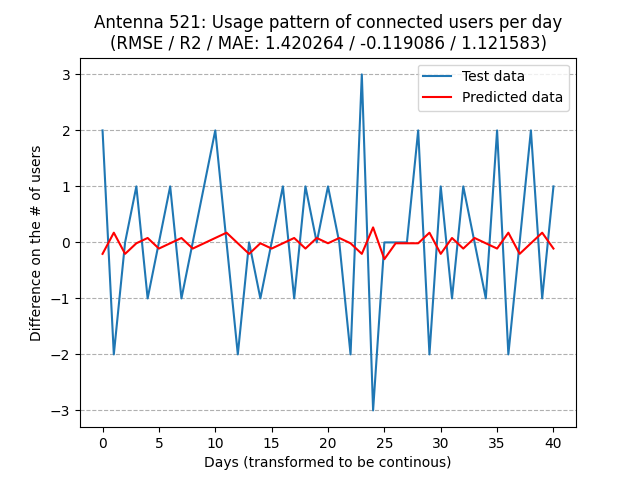 Antenna 521: Usage pattern of connected users per day
(RMSE / R2 / MAE: 1.420264 / -0.119086 / 1.121583)
Test data
Predicted data
Difference on the # of users
3
2
1
0
−1
−2
−3
0 5 10 15 20 25 30 35 40
Days (transformed to be continous)